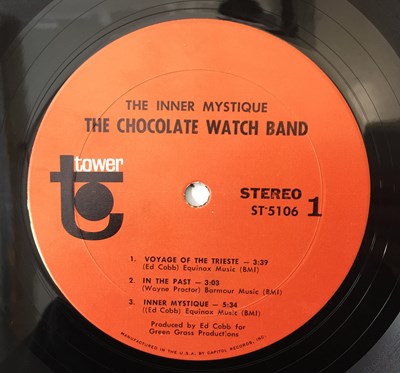 THE INNER MYSTIQUE
THE CHOCOLATE WATCH BAND
tower
STEREO 1
ST 5106
1. VOYAGE OF THE TRIESTE — 3:39
(Ed Cobb) Equinox Music (BMI)
2. IN THE PAST — 3:03
(Wayne Proctor) Barmour Music (BMI)
3. INNER MYSTIQUE — 5:34
((Ed Cobb) Equinox Music (BMI)
Produced by Ed Cobb for
Green Grass Productions
MANUFACTURED IN THE U.S.A. BY CAPITOL RECORDS, INC.